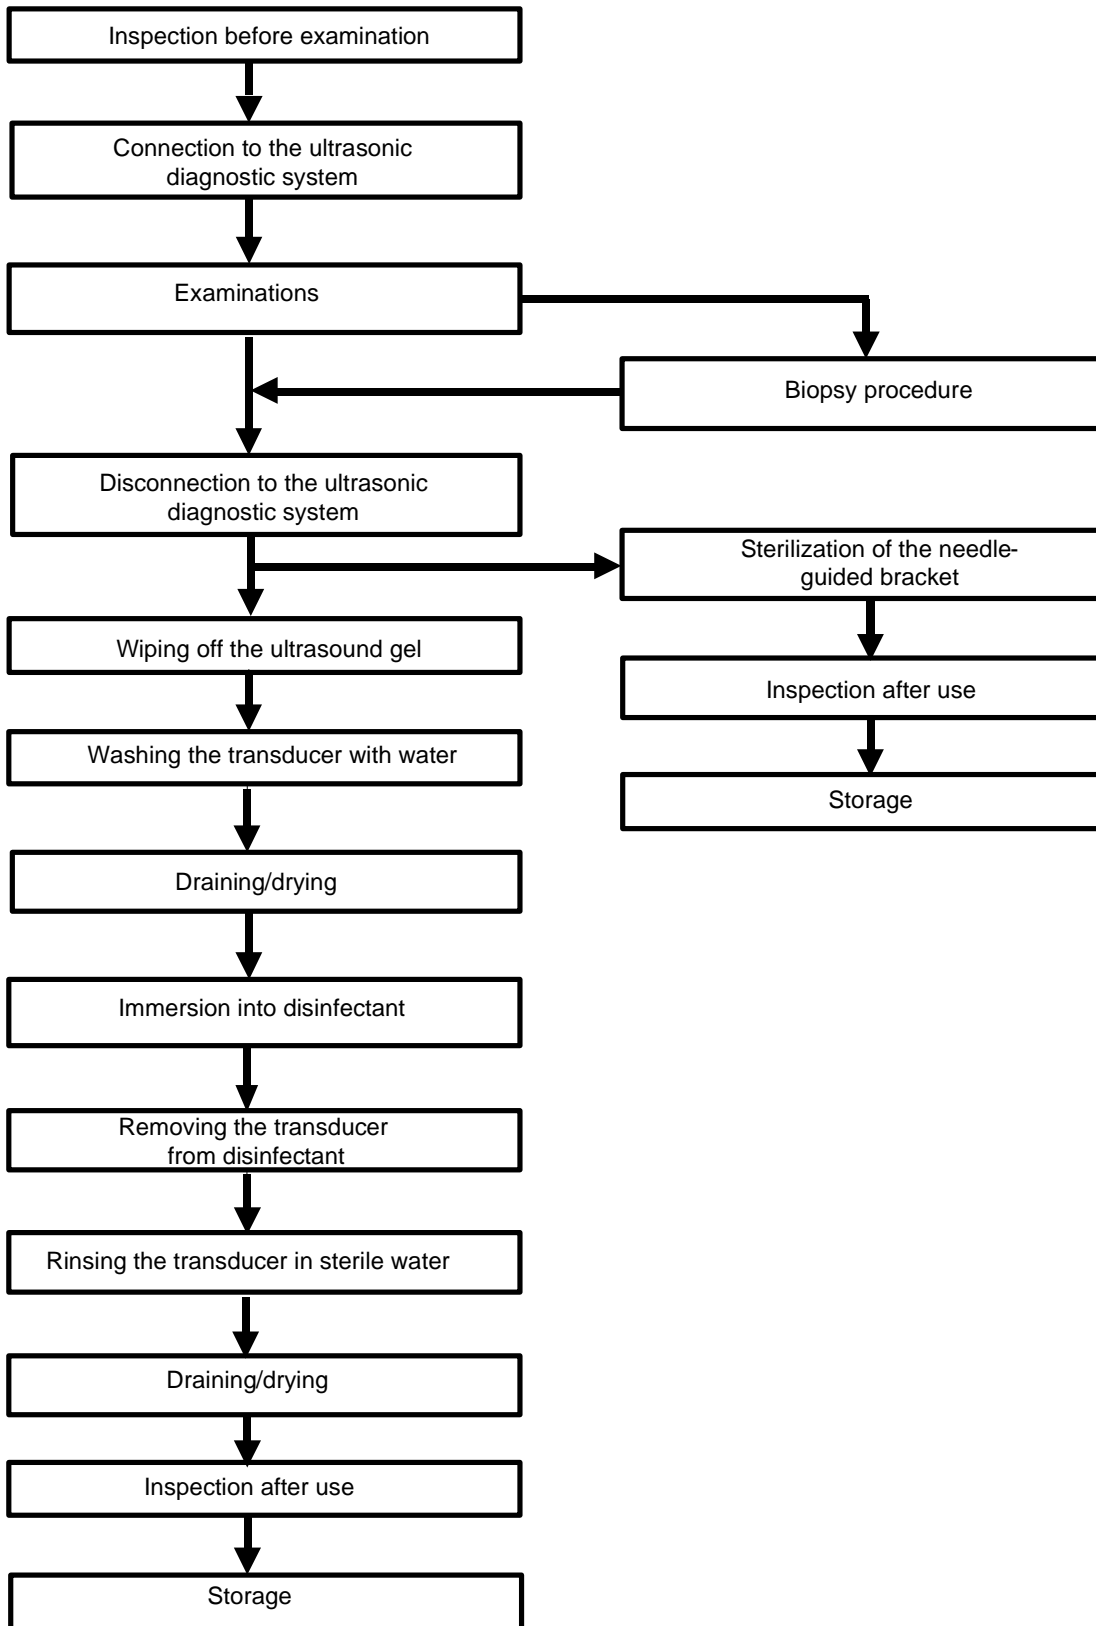 Inspection before examination
Connection to the ultrasonic
diagnostic system
Examinations
Biopsy procedure
Disconnection to the ultrasonic
diagnostic system
Sterilization of the needle-
guided bracket
Wiping off the ultrasound gel
Inspection after use
Washing the transducer with water
Storage
Draining/drying
Immersion into disinfectant
Removing the transducer
from disinfectant
Rinsing the transducer in sterile water
Draining/drying
Inspection after use
Storage